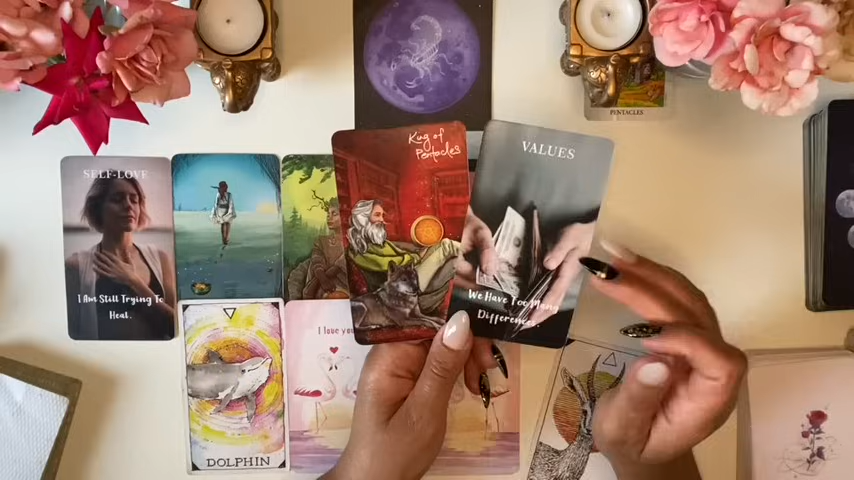 PENTACLES
King of
Pentacles
VALUES
SELF-LOVE
I Am Still Trying To
Heal.
We Have Too Many
Differences.
I love you
DOLPHIN